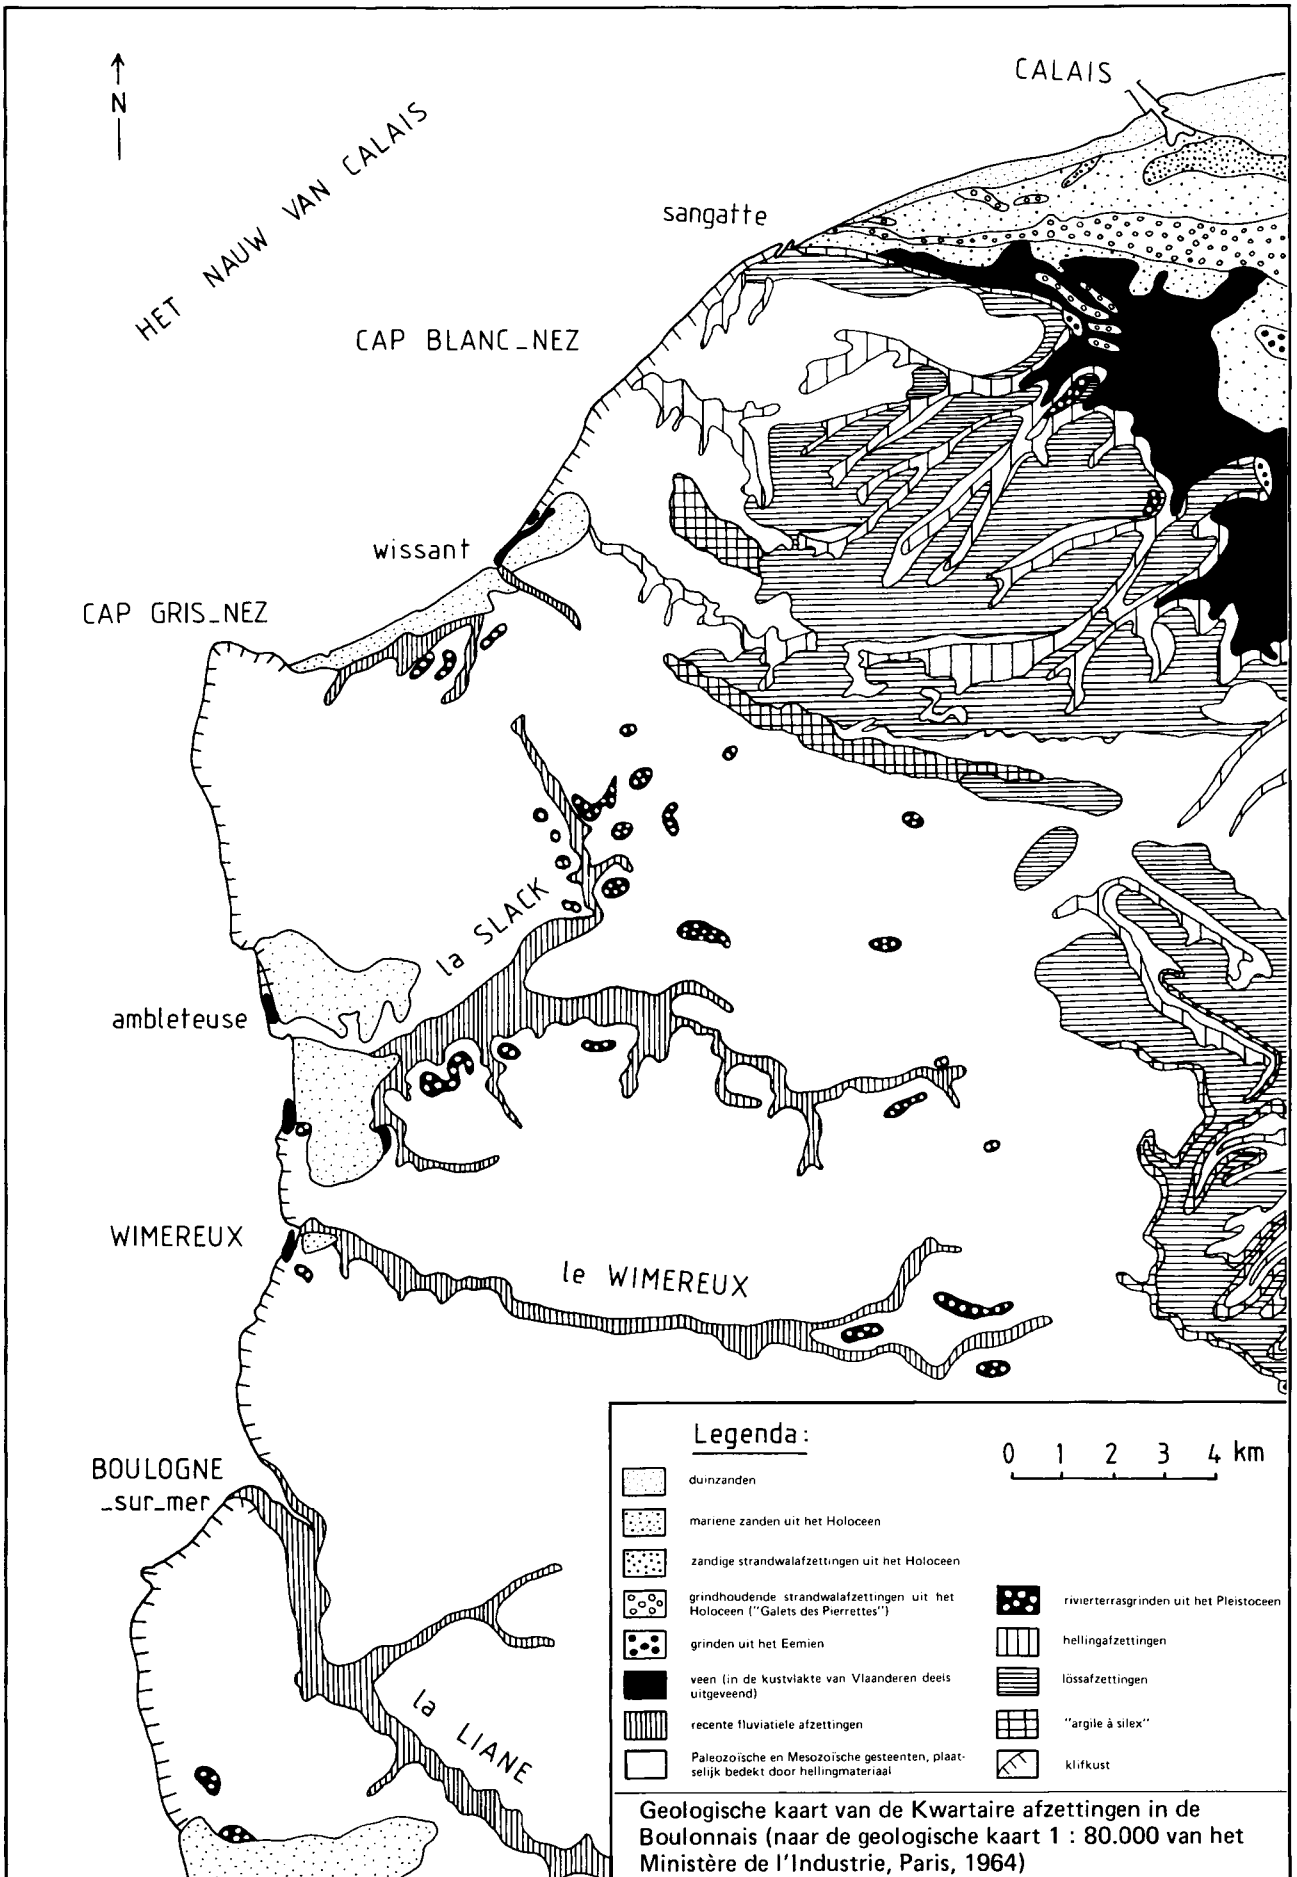 CALAIS
N
HET NAUW VAN CALAIS
sangatte
CAP BLANC_NEZ
wissant
CAP GRIS_NEZ
la SLACK
ambleteuse
WIMEREUX
le WIMEREUX
BOULOGNE
_sur_mer
la LIANE
Legenda:
0 1 2 3 4 km
duinzanden
mariene zanden uit het Holoceen
zandige strandwalafzettingen uit het Holoceen
grindhoudende strandwalafzettingen uit het
Holoceen ("Galets des Pierrettes")
grinden uit het Eemien
veen (in de kustvlakte van Vlaanderen deels
uitgeveend)
recente fluviatiele afzettingen
Paleozoïsche en Mesozoïsche gesteenten, plaat-
selijk bedekt door hellingmateriaal
rivierterrasgrinden uit het Pleistoceen
hellingafzettingen
lössafzettingen
"argile à silex"
klifkust
Geologische kaart van de Kwartaire afzettingen in de
Boulonnais (naar de geologische kaart 1 : 80.000 van het
Ministère de l'Industrie, Paris, 1964)